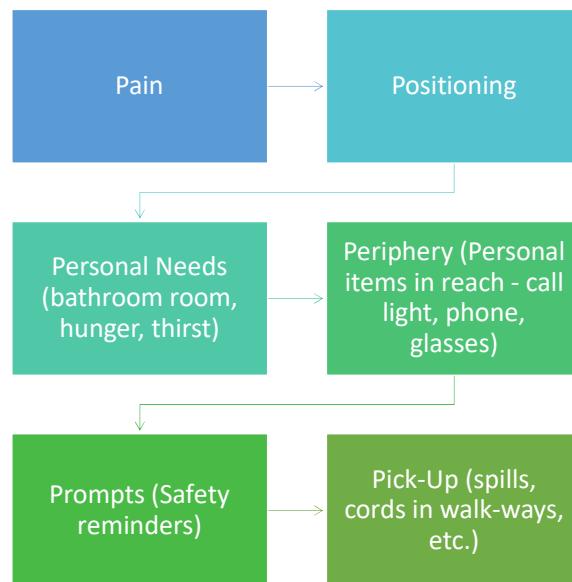 Pain
Positioning
Personal Needs
(bathroom room,
hunger, thirst)
Periphery (Personal
items in reach - call
light, phone,
glasses)
Prompts (Safety
reminders)
Pick-Up (spills,
cords in walk-ways,
etc.)